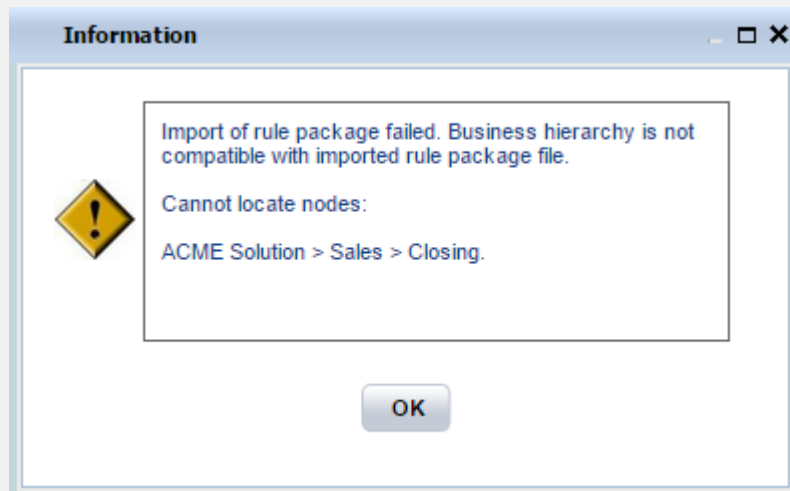 Information
Import of rule package failed. Business hierarchy is not
compatible with imported rule package file.
Cannot locate nodes:
ACME Solution > Sales > Closing.
OK